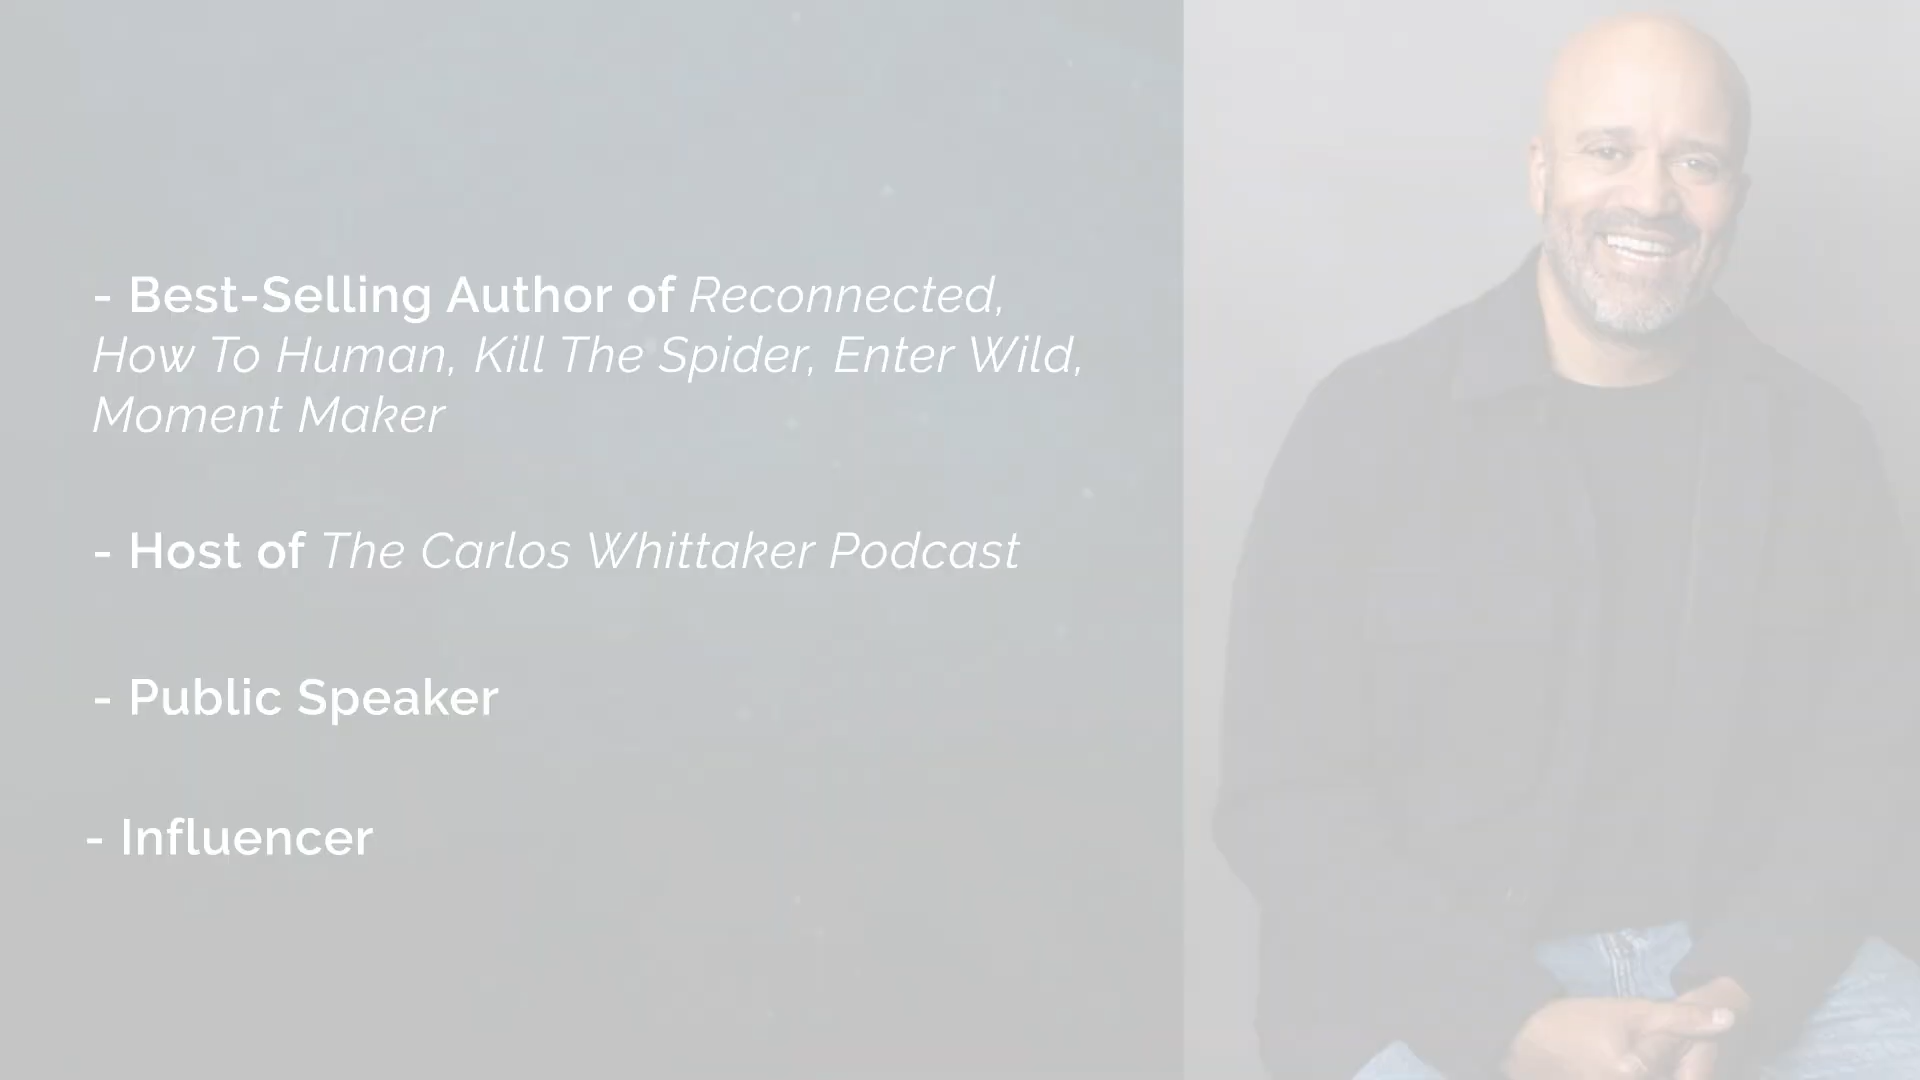 - Best-Selling Author of Reconnected,
How To Human, Kill The Spider, Enter Wild,
Moment Maker
- Host of The Carlos Whittaker Podcast
- Public Speaker
- Influencer